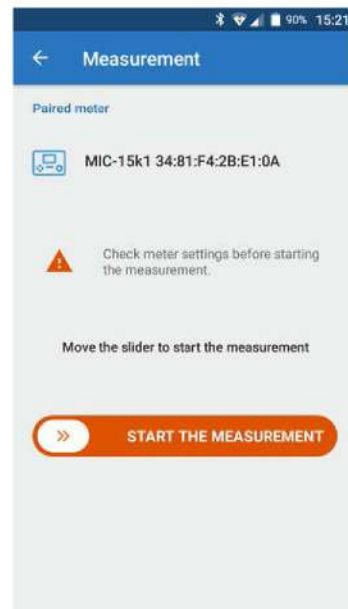 90% 15:21
Measurement
Paired meter
MIC-15k1 34:81:F4:2B:E1:0A
Check meter settings before starting
the measurement.
Move the slider to start the measurement
START THE MEASUREMENT